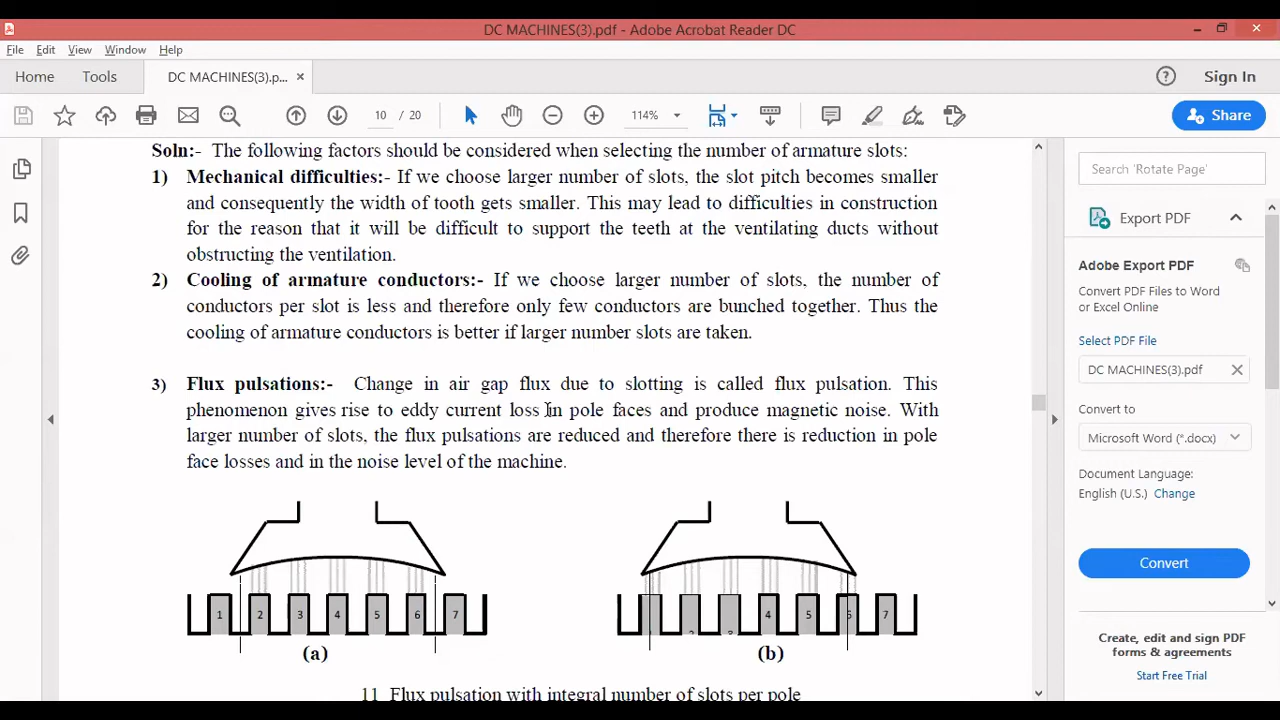 DC MACHINES(3).pdf - Adobe Acrobat Reader DC
File Edit View Window Help
Home Tools DC MACHINES(3).p... × Sign In
10 / 20 114% Share
Soln:- The following factors should be considered when selecting the number of armature slots:
1) Mechanical difficulties:- If we choose larger number of slots, the slot pitch becomes smaller
and consequently the width of tooth gets smaller. This may lead to difficulties in construction
for the reason that it will be difficult to support the teeth at the ventilating ducts without
obstructing the ventilation.
2) Cooling of armature conductors:- If we choose larger number of slots, the number of
conductors per slot is less and therefore only few conductors are bunched together. Thus the
cooling of armature conductors is better if larger number slots are taken.
3) Flux pulsations:- Change in air gap flux due to slotting is called flux pulsation. This
phenomenon gives rise to eddy current loss in pole faces and produce magnetic noise. With
larger number of slots, the flux pulsations are reduced and therefore there is reduction in pole
face losses and in the noise level of the machine.
1 2 3 4 5 6 7
4 5 6 7
(a) (b)
11 Flux pulsation with integral number of slots per pole
Search 'Rotate Page'
Export PDF
Adobe Export PDF
Convert PDF Files to Word
or Excel Online
Select PDF File
DC MACHINES(3).pdf ×
Convert to
Microsoft Word (*.docx)
Document Language:
English (U.S.) Change
Convert
Create, edit and sign PDF
forms & agreements
Start Free Trial